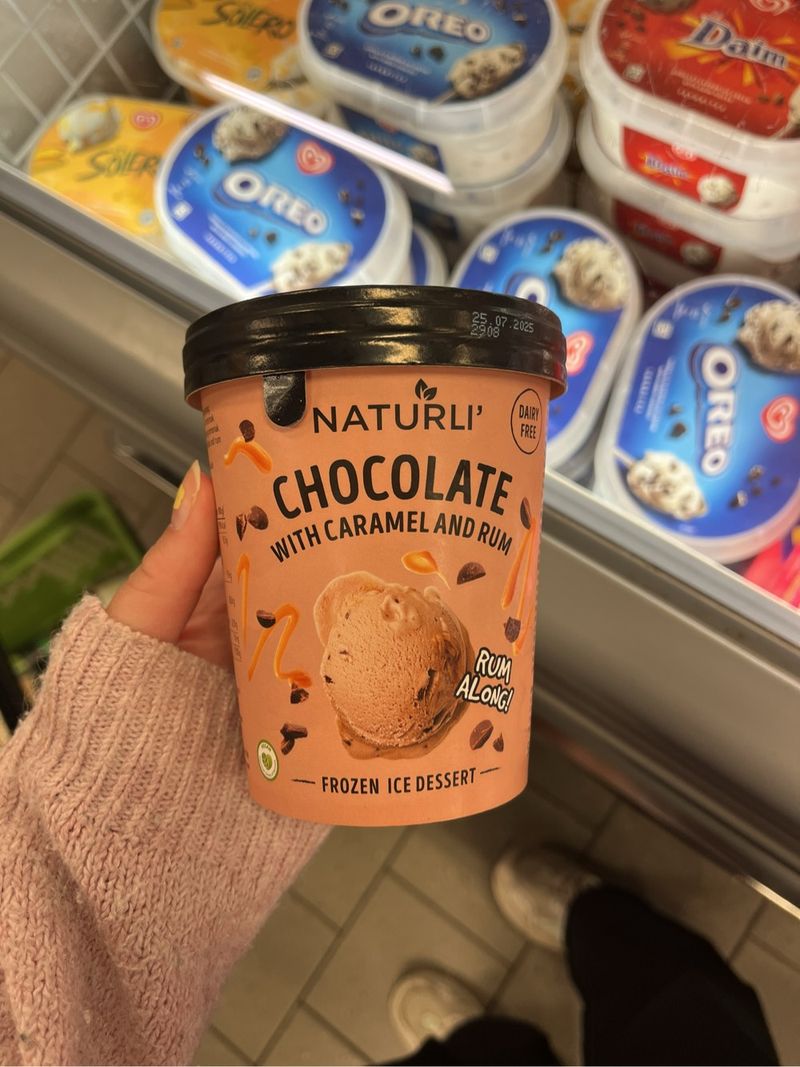 SOLERO
OREO
Daim
SOLERO
OREO
OREO
25.07.2025
2908
NATURLI'
DAIRY
FREE
CHOCOLATE
WITH CARAMEL AND RUM
RUM
ALONG!
FROZEN ICE DESSERT